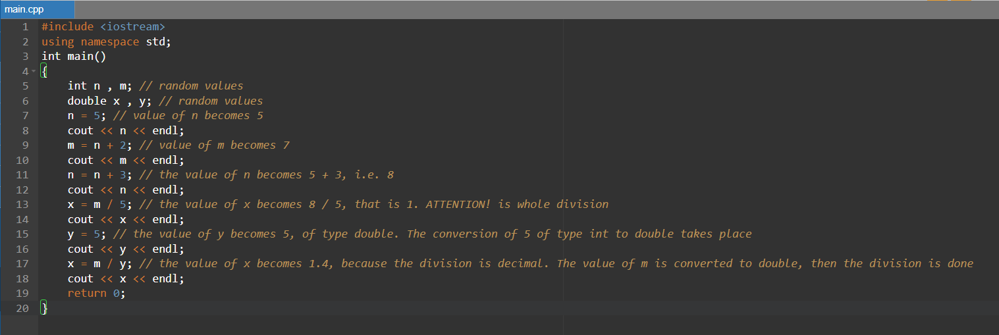 main.cpp
1 #include <iostream>
2 using namespace std;
3 int main()
4 {
5 int n , m; // random values
6 double x , y; // random values
7 n = 5; // value of n becomes 5
8 cout << n << endl;
9 m = n + 2; // value of m becomes 7
10 cout << m << endl;
11 n = n + 3; // the value of n becomes 5 + 3, i.e. 8
12 cout << n << endl;
13 x = m / 5; // the value of x becomes 8 / 5, that is 1. ATTENTION! is whole division
14 cout << x << endl;
15 y = 5; // the value of y becomes 5, of type double. The conversion of 5 of type int to double takes place
16 cout << y << endl;
17 x = m / y; // the value of x becomes 1.4, because the division is decimal. The value of m is converted to double, then the division is done
18 cout << x << endl;
19 return 0;
20 }